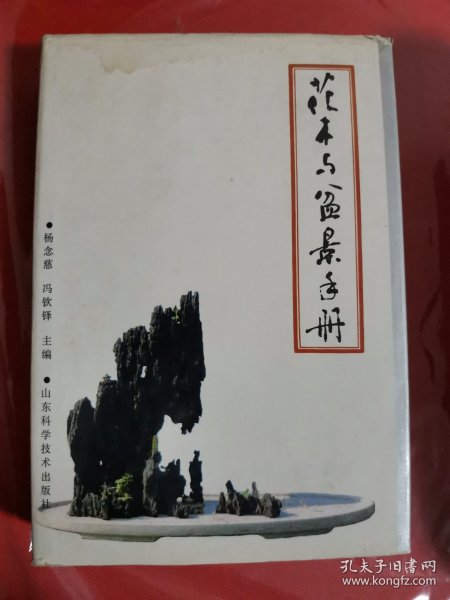 花木与盆景手册
●杨念慈 冯钦铎 主编 ●山东科学技术出版社
孔夫子旧书网
www.kongfz.com